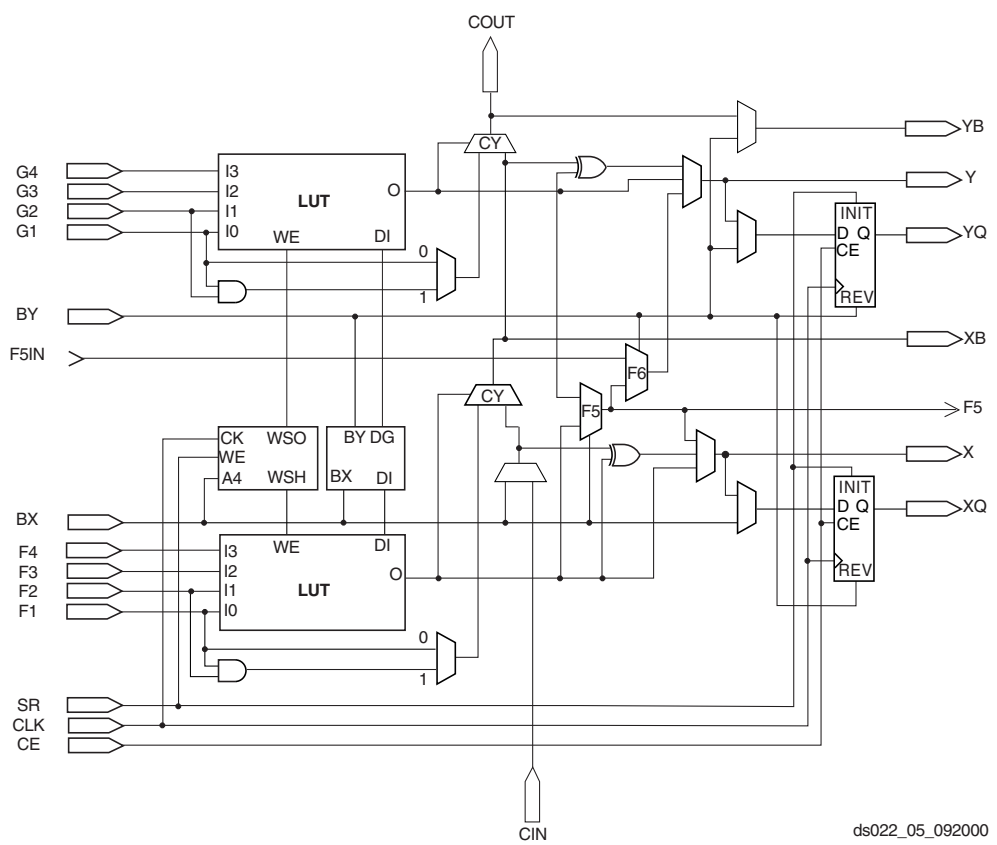 COUT
YB
CY
G4
G3
G2
G1
I3
I2
I1
I0
LUT
O
WE
DI
Y
INIT
D Q
CE
REV
YQ
0
1
BY
XB
F5IN
F6
CY
F5
F5
CK
WSO
WE
A4
WSH
BY DG
BX
DI
X
INIT
D Q
CE
REV
XQ
BX
F4
F3
F2
F1
I3
I2
I1
I0
WE
DI
LUT
O
0
1
SR
CLK
CE
CIN
ds022_05_092000